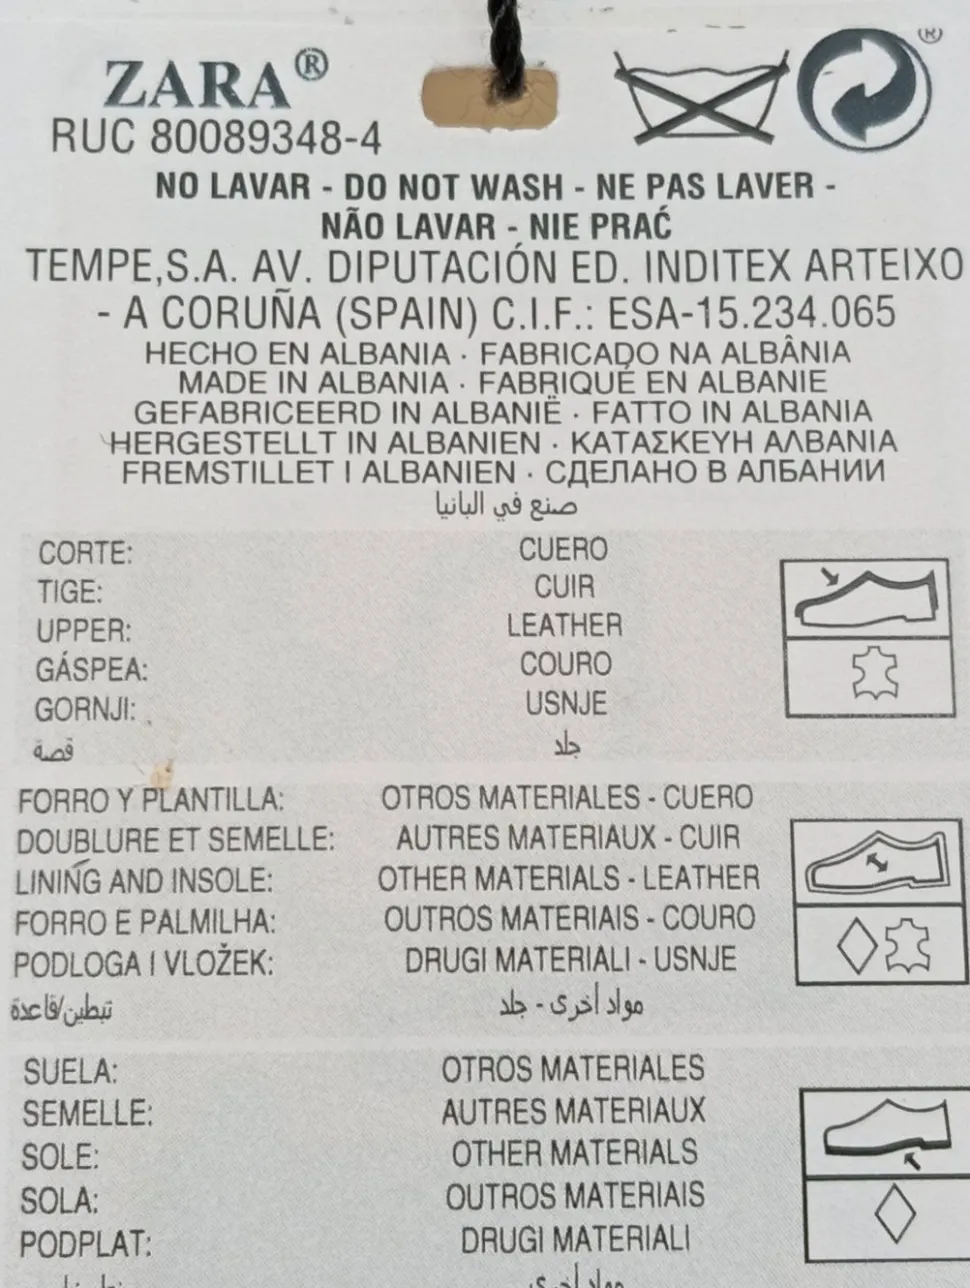 ZARA®
RUC 80089348-4
®
NO LAVAR - DO NOT WASH - NE PAS LAVER -
NÃO LAVAR - NIE PRAĆ
TEMPE,S.A. AV. DIPUTACIÓN ED. INDITEX ARTEIXO
- A CORUÑA (SPAIN) C.I.F.: ESA-15.234.065
HECHO EN ALBANIA · FABRICADO NA ALBÂNIA
MADE IN ALBANIA · FABRIQUÉ EN ALBANIE
GEFABRICEERD IN ALBANIË · FATTO IN ALBANIA
HERGESTELLT IN ALBANIEN · ΚΑΤΑΣΚΕΥΗ ΑΛΒΑΝΙΑ
FREMSTILLET I ALBANIEN · СДЕЛАНО В АЛБАНИИ
صنع في البانيا
CORTE: CUERO
TIGE: CUIR
UPPER: LEATHER
GÁSPEA: COURO
GORNJI: USNJE
قصة جلد
FORRO Y PLANTILLA: OTROS MATERIALES - CUERO
DOUBLURE ET SEMELLE: AUTRES MATERIAUX - CUIR
LINING AND INSOLE: OTHER MATERIALS - LEATHER
FORRO E PALMILHA: OUTROS MATERIAIS - COURO
PODLOGA I VLOŽEK: DRUGI MATERIALI - USNJE
تبطين/قاعدة مواد أخرى - جلد
SUELA: OTROS MATERIALES
SEMELLE: AUTRES MATERIAUX
SOLE: OTHER MATERIALS
SOLA: OUTROS MATERIAIS
PODPLAT: DRUGI MATERIALI
مواد أخرى